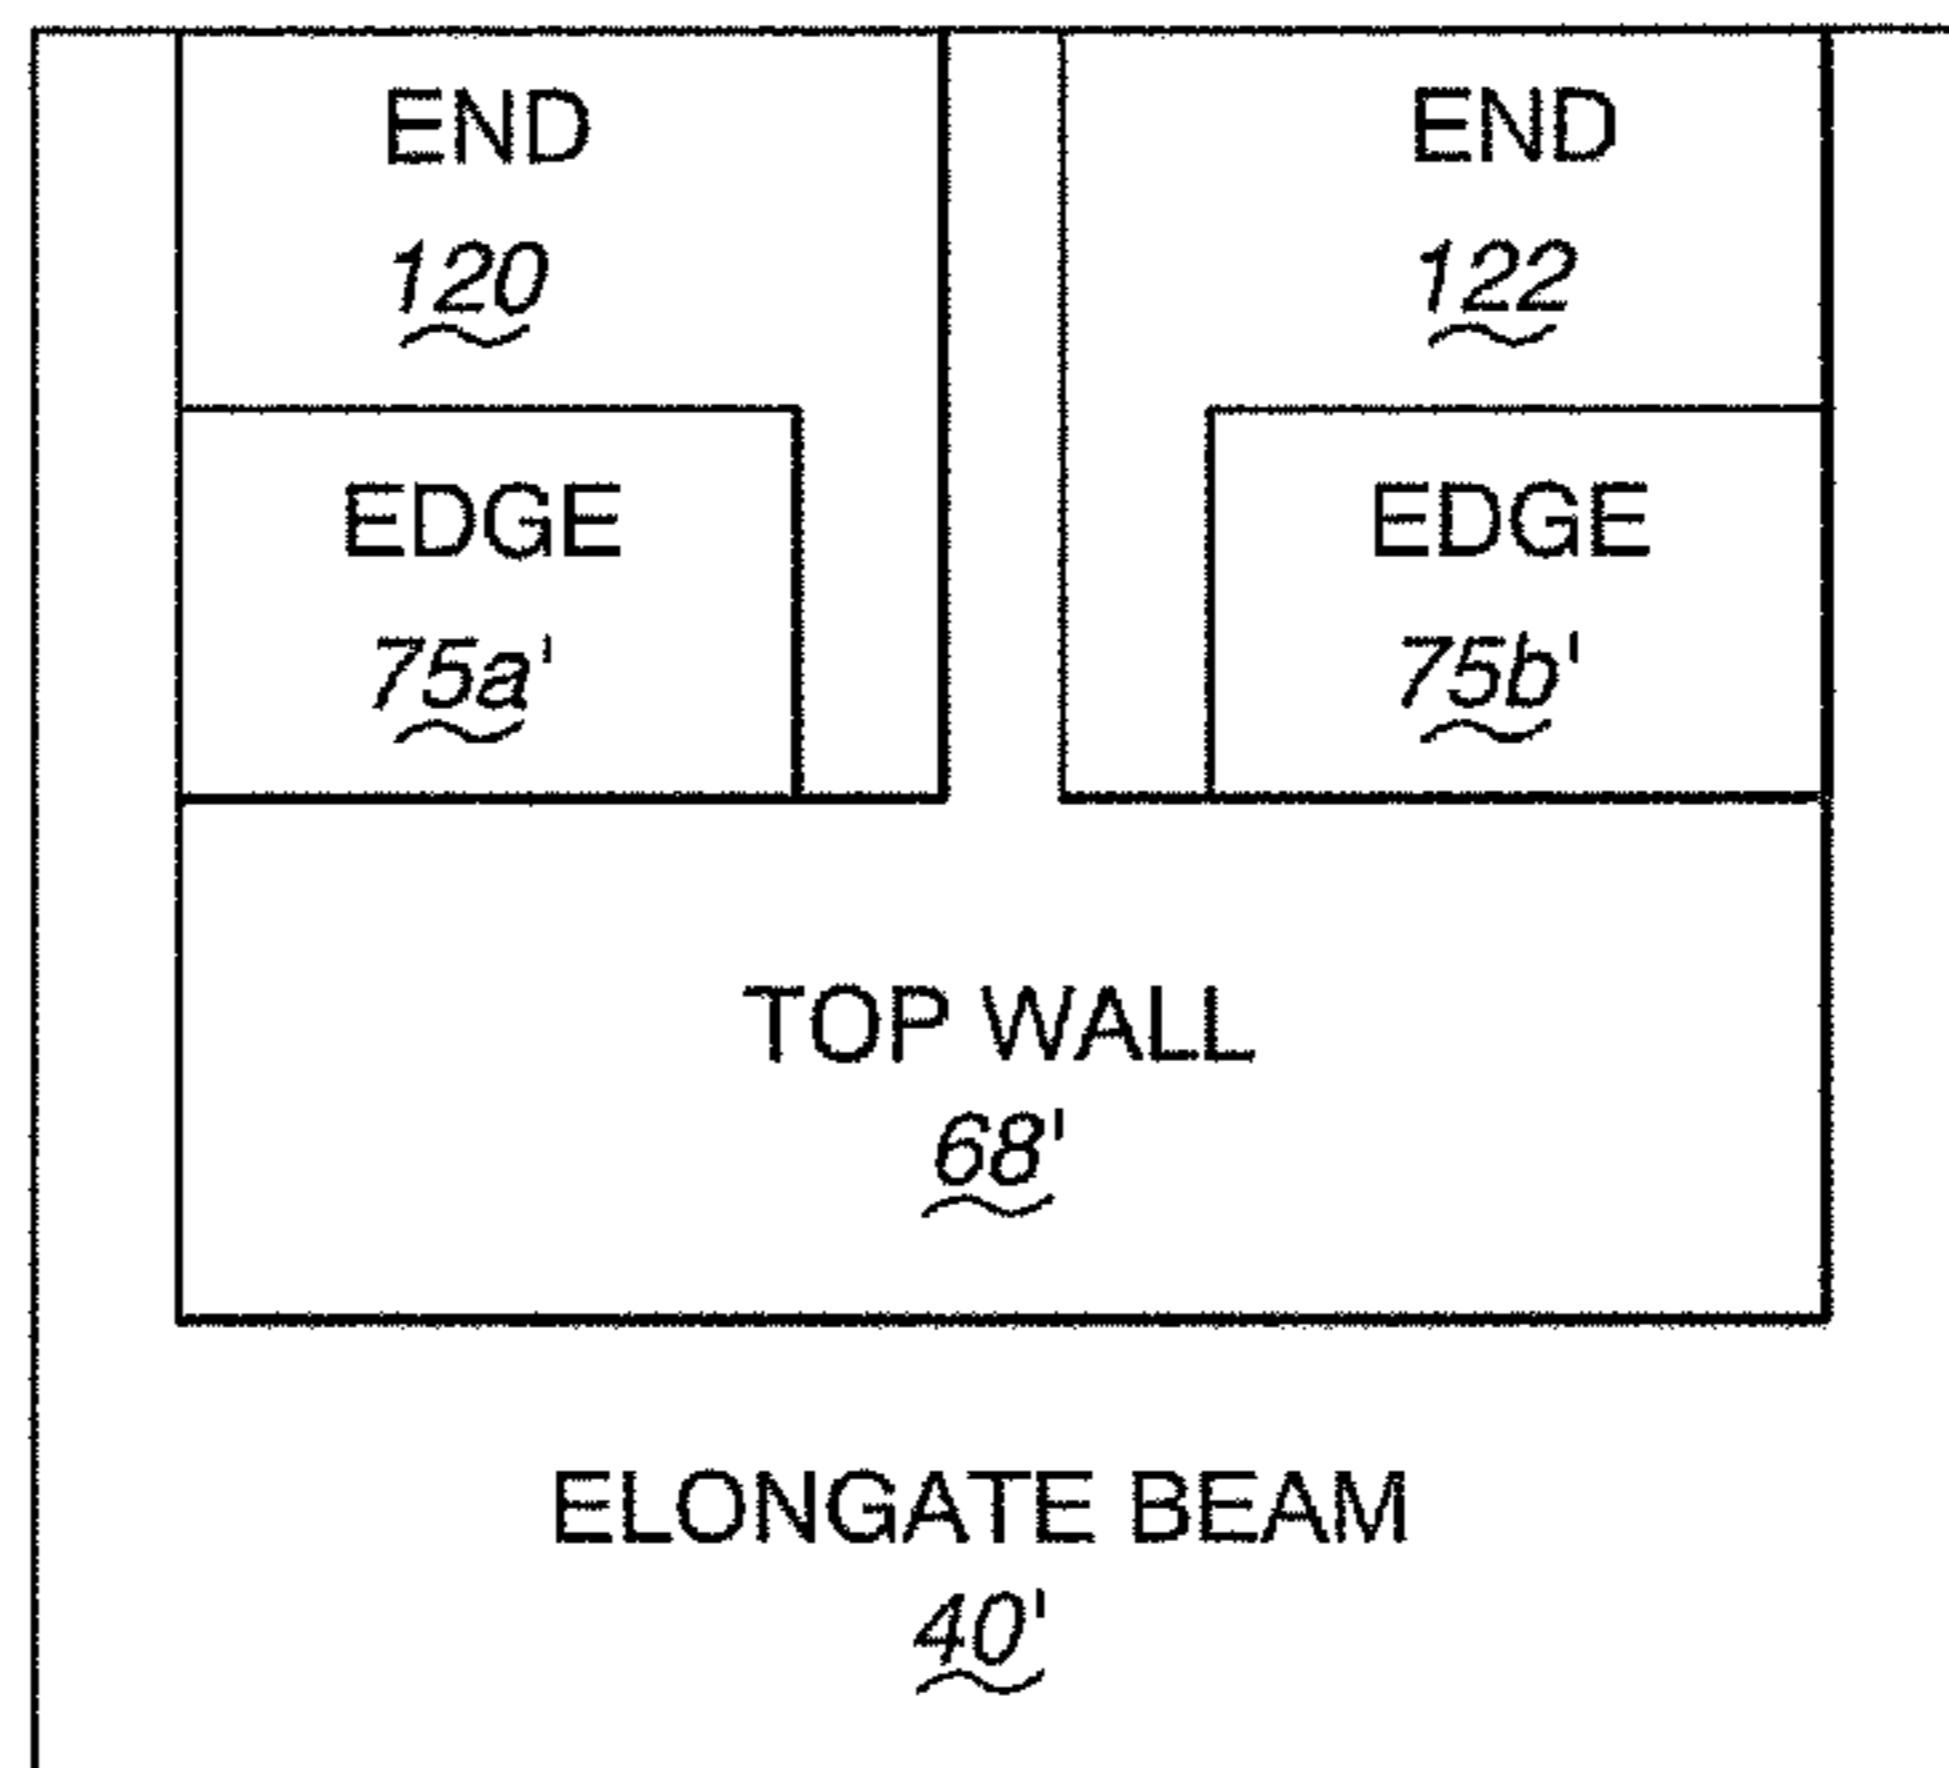 END
120
END
122
EDGE
75a'
EDGE
75b'
TOP WALL
68'
ELONGATE BEAM
40'